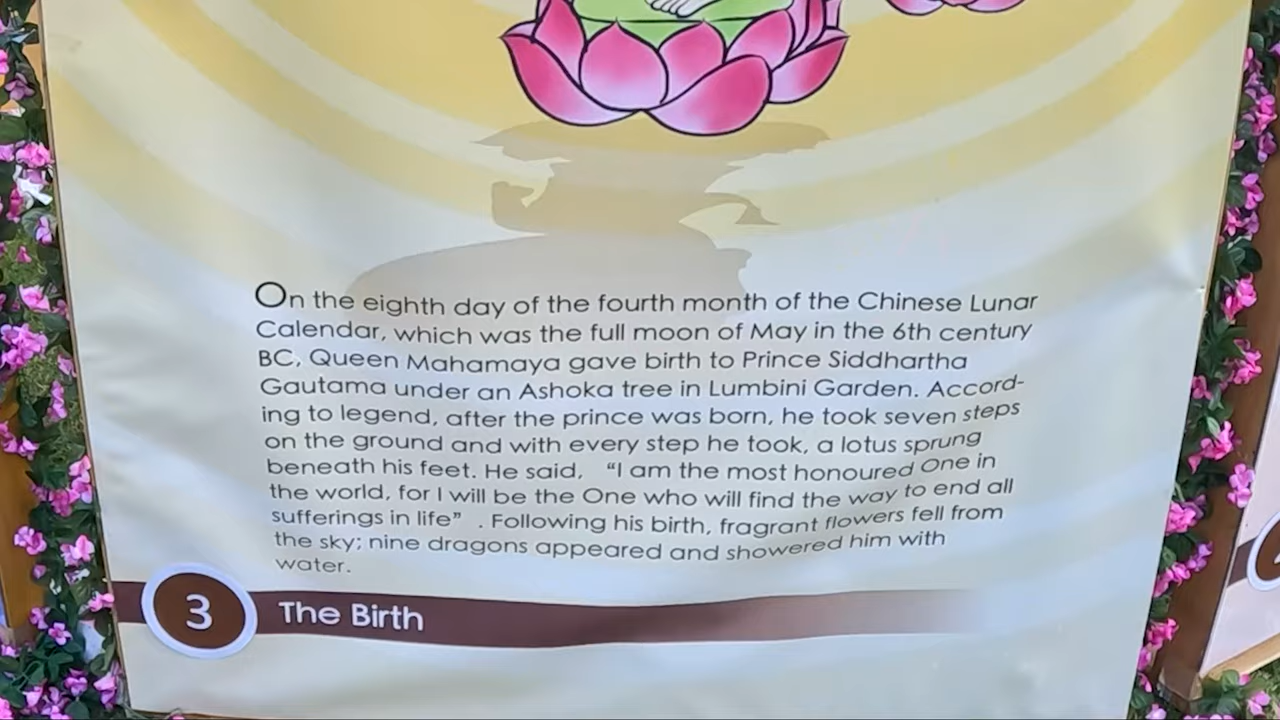 On the eighth day of the fourth month of the Chinese Lunar
Calendar, which was the full moon of May in the 6th century
BC, Queen Mahamaya gave birth to Prince Siddhartha
Gautama under an Ashoka tree in Lumbini Garden. Accord-
ing to legend, after the prince was born, he took seven steps
on the ground and with every step he took, a lotus sprung
beneath his feet. He said, “I am the most honoured One in
the world, for I will be the One who will find the way to end all
sufferings in life” . Following his birth, fragrant flowers fell from
the sky; nine dragons appeared and showered him with
water.
3 The Birth